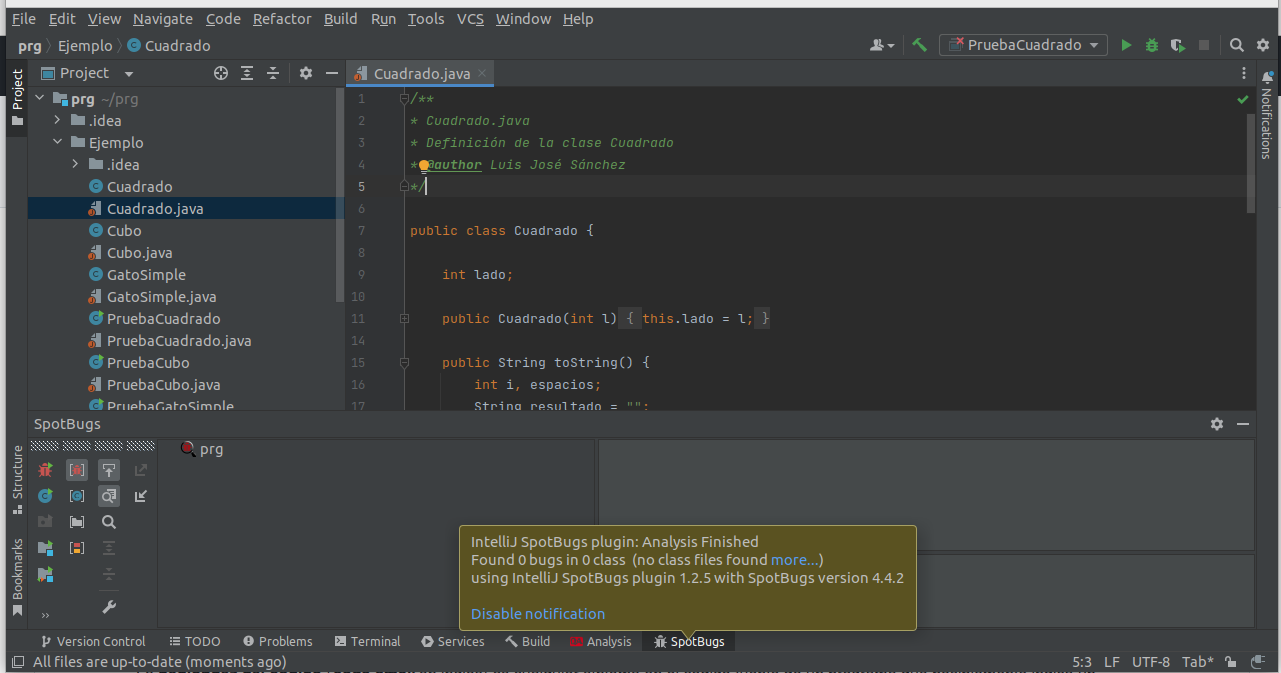 File Edit View Navigate Code Refactor Build Run Tools VCS Window Help
prg Ejemplo Cuadrado PruebaCuadrado
Project
Project
Cuadrado.java
Notifications
prg ~/prg
.idea
Ejemplo
.idea
Cuadrado
Cuadrado.java
Cubo
Cubo.java
GatoSimple
GatoSimple.java
PruebaCuadrado
PruebaCuadrado.java
PruebaCubo
PruebaCubo.java
PruebaGatoSimple
1 /**
2 * Cuadrado.java
3 * Definición de la clase Cuadrado
4 * @author Luis José Sánchez
5 */
6
7 public class Cuadrado {
8
9 int lado;
10
11 public Cuadrado(int l) { this.lado = l; }
14
15 public String toString() {
16 int i, espacios;
17 String resultado = "";
SpotBugs
Structure
Bookmarks
prg
IntelliJ SpotBugs plugin: Analysis Finished
Found 0 bugs in 0 class (no class files found more...)
using IntelliJ SpotBugs plugin 1.2.5 with SpotBugs version 4.4.2
Disable notification
Version Control TODO Problems Terminal Services Build Analysis SpotBugs
All files are up-to-date (moments ago) 5:3 LF UTF-8 Tab*